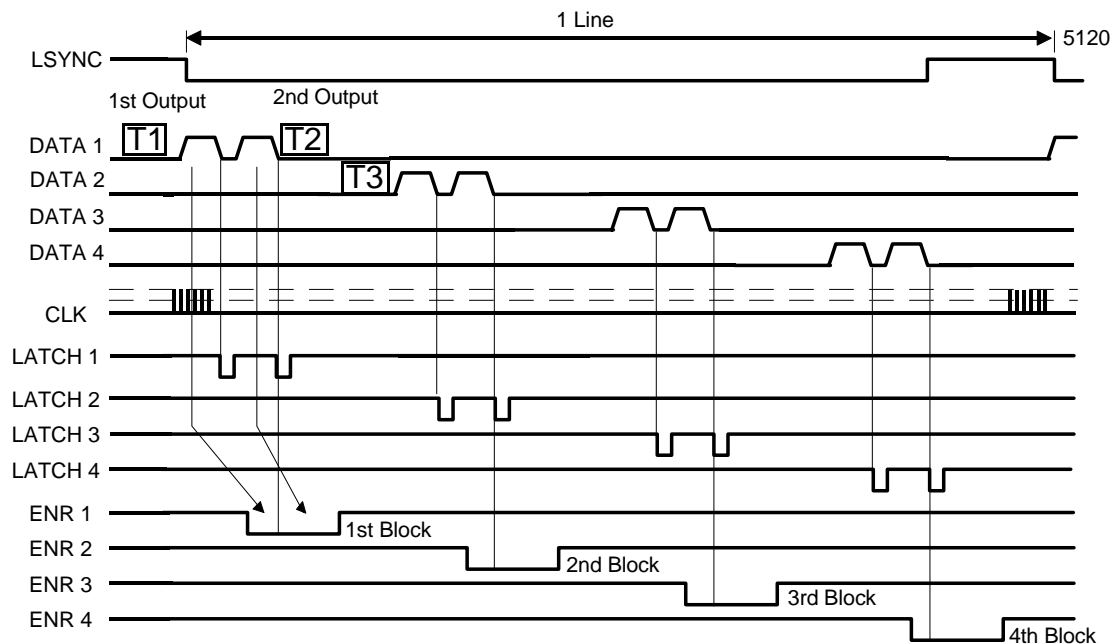 1 Line
5120
LSYNC
1st Output
2nd Output
T1
T2
DATA 1
T3
DATA 2
DATA 3
DATA 4
CLK
LATCH 1
LATCH 2
LATCH 3
LATCH 4
ENR 1
1st Block
ENR 2
2nd Block
ENR 3
3rd Block
ENR 4
4th Block